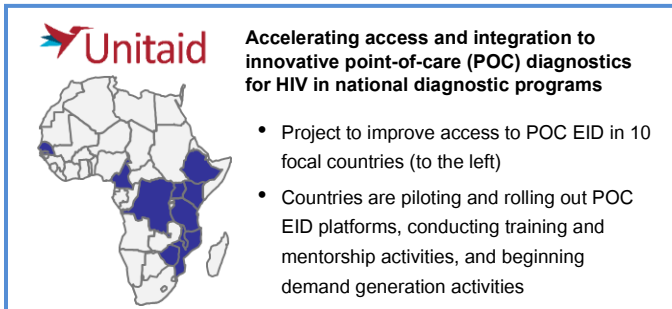 Unitaid
Accelerating access and integration to
innovative point-of-care (POC) diagnostics
for HIV in national diagnostic programs
• Project to improve access to POC EID in 10
focal countries (to the left)
• Countries are piloting and rolling out POC
EID platforms, conducting training and
mentorship activities, and beginning
demand generation activities